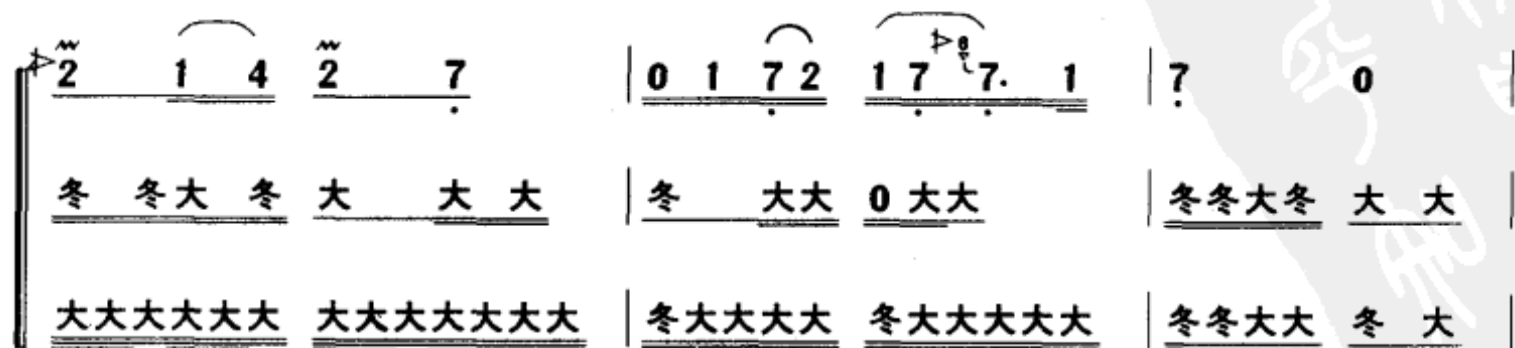 2 1 4 2 7 | 0 1 7 2 1 7 6 7. 1 | 7 0 |
冬 冬大 冬 大 大 大 | 冬 大大 0 大大 | 冬冬大冬 大 大 |
大大大大大大 大大大大大大大 | 冬大大大大 冬大大大大大 | 冬冬大大 冬 大 |